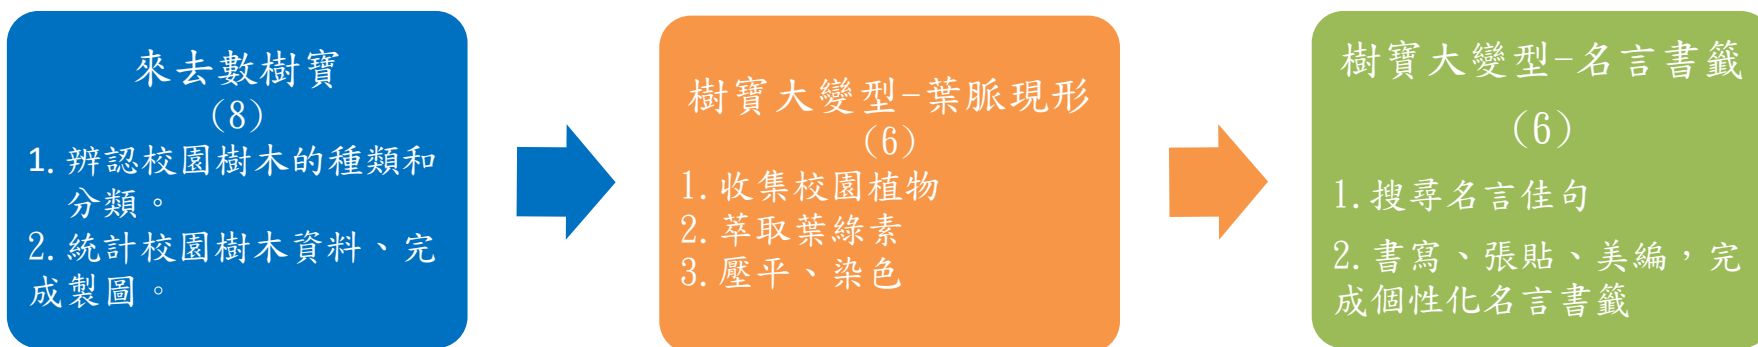 來去數樹寶
(8)
1. 辨認校園樹木的種類和
分類。
2. 統計校園樹木資料、完
成製圖。
樹寶大變型-葉脈現形
(6)
1. 收集校園植物
2. 萃取葉綠素
3. 壓平、染色
樹寶大變型-名言書籤
(6)
1. 搜尋名言佳句
2. 書寫、張貼、美編，完
成個性化名言書籤